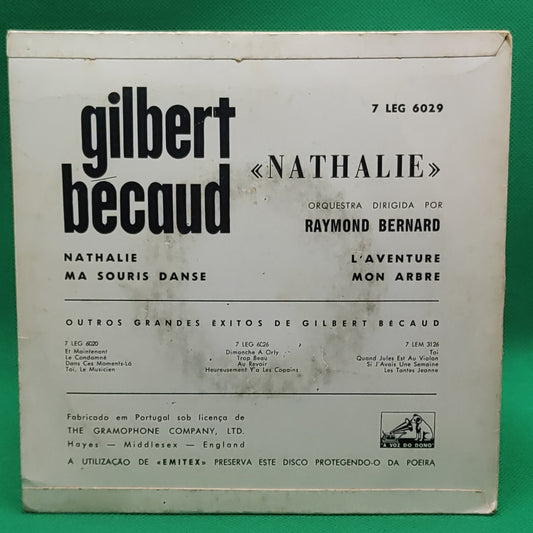 7 LEG 6029
gilbert
bécaud
«NATHALIE»
ORQUESTRA DIRIGIDA POR
RAYMOND BERNARD
NATHALIE
MA SOURIS DANSE
L'AVENTURE
MON ARBRE
OUTROS GRANDES ÊXITOS DE GILBERT BÉCAUD
7 LEG 6020
Et Maintenant
Le Condamné
Dans Ces Moments-Là
Toi, Le Musicien
7 LEG 6026
Dimanche A Orly
Trop Beau
Au Revoir
Heureusement Y'a Les Copains
7 LEM 3126
Toi
Quand Jules Est Au Violon
Si J'Avais Une Semaine
Les Tantes Jeanne
Fabricado em Portugal sob licença de
THE GRAMOPHONE COMPANY, LTD.
Hayes — Middlesex — England
"A VOZ DO DONO"
A UTILIZAÇÃO DE «EMITEX» PRESERVA ESTE DISCO PROTEGENDO-O DA POEIRA